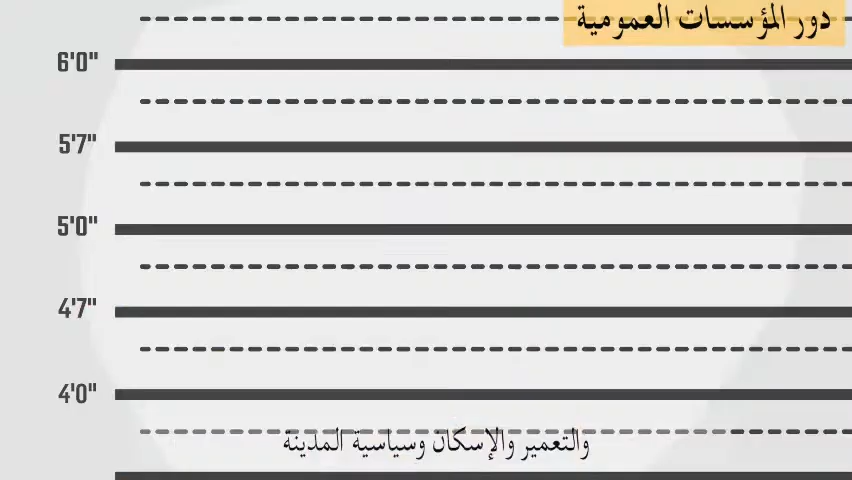 دور المؤسسات العمومية
6'0"
5'7"
5'0"
4'7"
4'0"
والتعمير والإسكان وسياسية المدينة